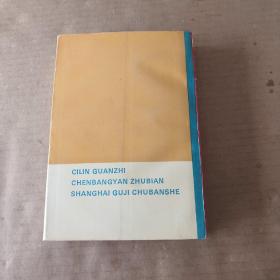 CILIN GUANZHI
CHENBANGYAN ZHUBIAN
SHANGHAI GUJI CHUBANSHE